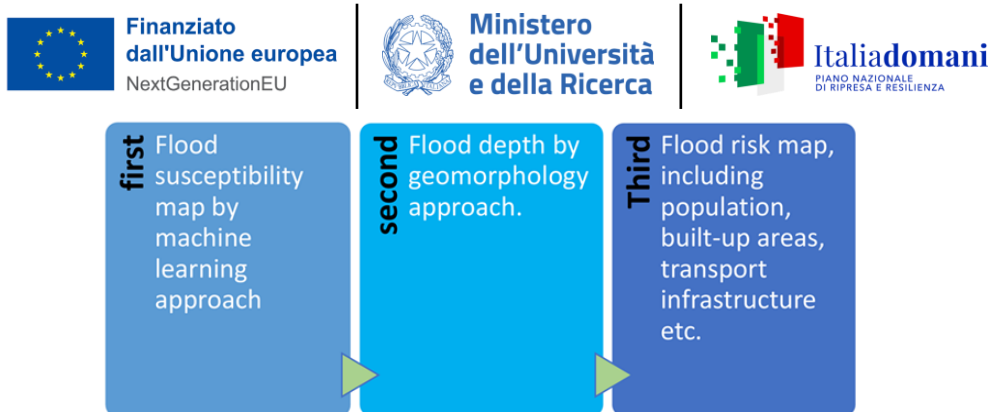 Finanziato
dall'Unione europea
NextGenerationEU
Ministero
dell'Università
e della Ricerca
Italiadomani
PIANO NAZIONALE
DI RIPRESA E RESILIENZA
first
Flood
susceptibility
map by
machine
learning
approach
second
Flood depth by
geomorphology
approach.
Third
Flood risk map,
including
population,
built-up areas,
transport
infrastructure
etc.